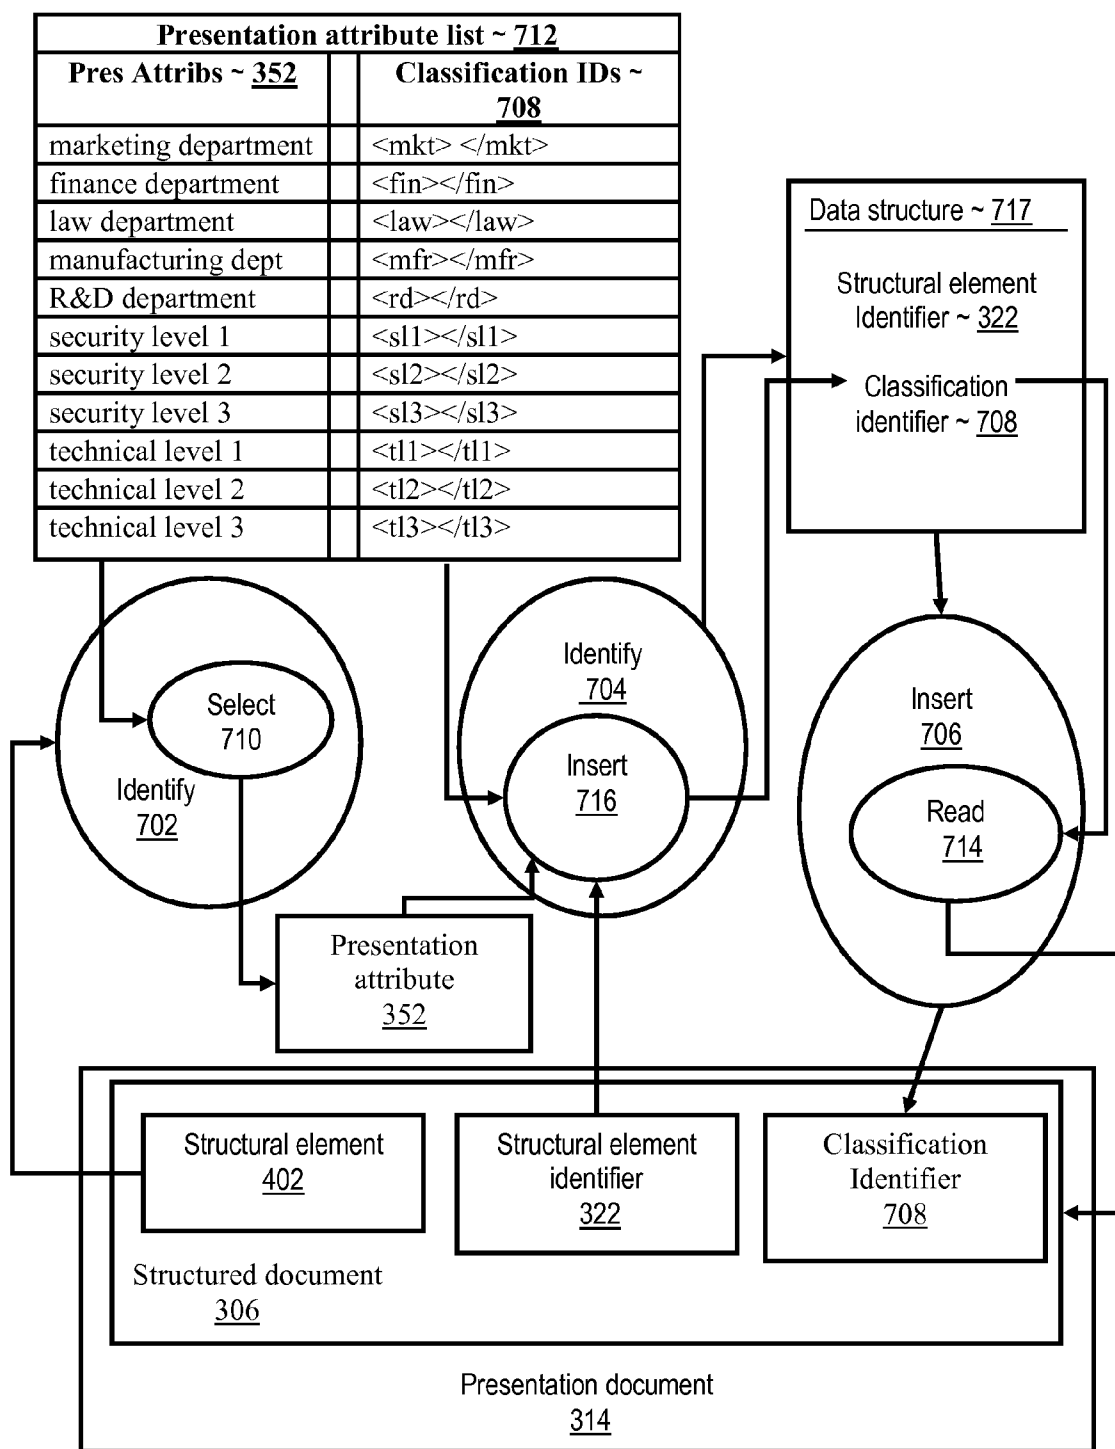 Presentation attribute list ~ 712
Pres Attribs ~ 352
Classification IDs ~
708
marketing department <mkt> </mkt>
finance department <fin></fin>
law department <law></law>
manufacturing dept <mfr></mfr>
R&D department <rd></rd>
security level 1 <sl1></sl1>
security level 2 <sl2></sl2>
security level 3 <sl3></sl3>
technical level 1 <tl1></tl1>
technical level 2 <tl2></tl2>
technical level 3 <tl3></tl3>
Data structure ~ 717
Structural element
Identifier ~ 322
Classification
identifier ~ 708
Select
710
Identify
702
Identify
704
Insert
716
Insert
706
Read
714
Presentation
attribute
352
Structural element
402
Structural element
identifier
322
Classification
Identifier
708
Structured document
306
Presentation document
314